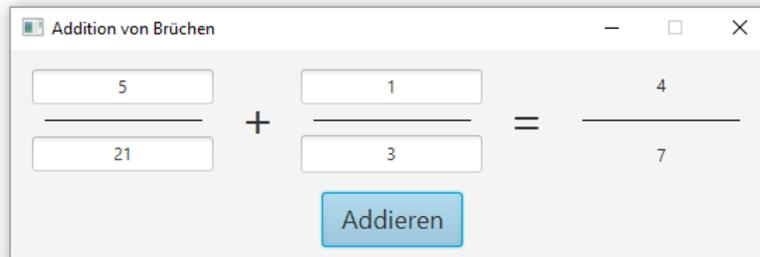 Addition von Brüchen
5 1 4
+ =
21 3 7
Addieren